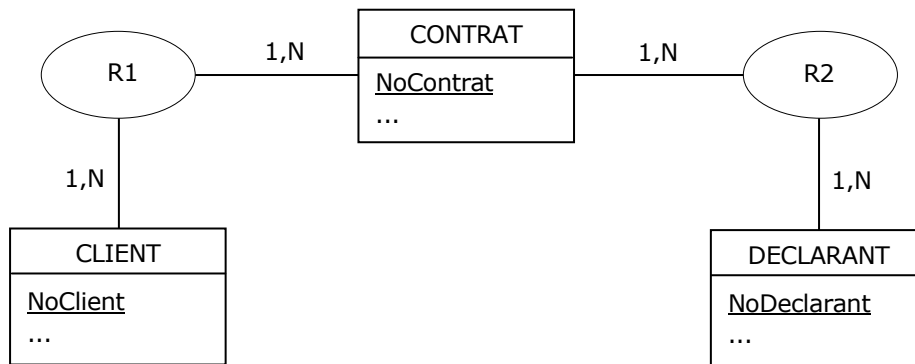 CONTRAT
R1
1,N
NoContrat
...
1,N
R2
1,N
1,N
CLIENT
NoClient
...
DECLARANT
NoDeclarant
...